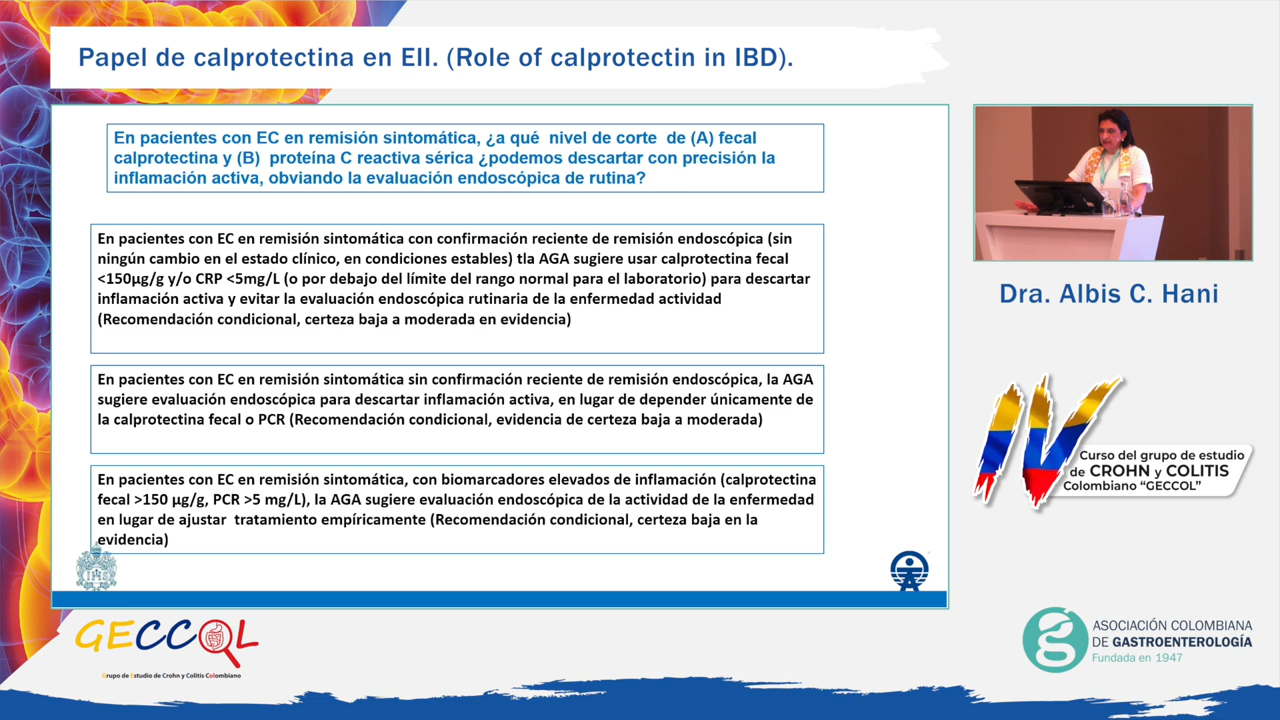 Papel de calprotectina en EII. (Role of calprotectin in IBD).
En pacientes con EC en remisión sintomática, ¿a qué nivel de corte de (A) fecal
calprotectina y (B) proteína C reactiva sérica ¿podemos descartar con precisión la
inflamación activa, obviando la evaluación endoscópica de rutina?
En pacientes con EC en remisión sintomática con confirmación reciente de remisión endoscópica (sin
ningún cambio en el estado clínico, en condiciones estables) tla AGA sugiere usar calprotectina fecal
<150µg/g y/o CRP <5mg/L (o por debajo del límite del rango normal para el laboratorio) para descartar
inflamación activa y evitar la evaluación endoscópica rutinaria de la enfermedad actividad
(Recomendación condicional, certeza baja a moderada en evidencia)
En pacientes con EC en remisión sintomática sin confirmación reciente de remisión endoscópica, la AGA
sugiere evaluación endoscópica para descartar inflamación activa, en lugar de depender únicamente de
la calprotectina fecal o PCR (Recomendación condicional, evidencia de certeza baja a moderada)
En pacientes con EC en remisión sintomática, con biomarcadores elevados de inflamación (calprotectina
fecal >150 µg/g, PCR >5 mg/L), la AGA sugiere evaluación endoscópica de la actividad de la enfermedad
en lugar de ajustar tratamiento empíricamente (Recomendación condicional, certeza baja en la
evidencia)
IHS
Dra. Albis C. Hani
IV
Curso del grupo de estudio
de CROHN y COLITIS
Colombiano “GECCOL”
GECCOL
Grupo de Estudio de Crohn y Colitis Colombiano
ASOCIACIÓN COLOMBIANA
DE GASTROENTEROLOGÍA
Fundada en 1947